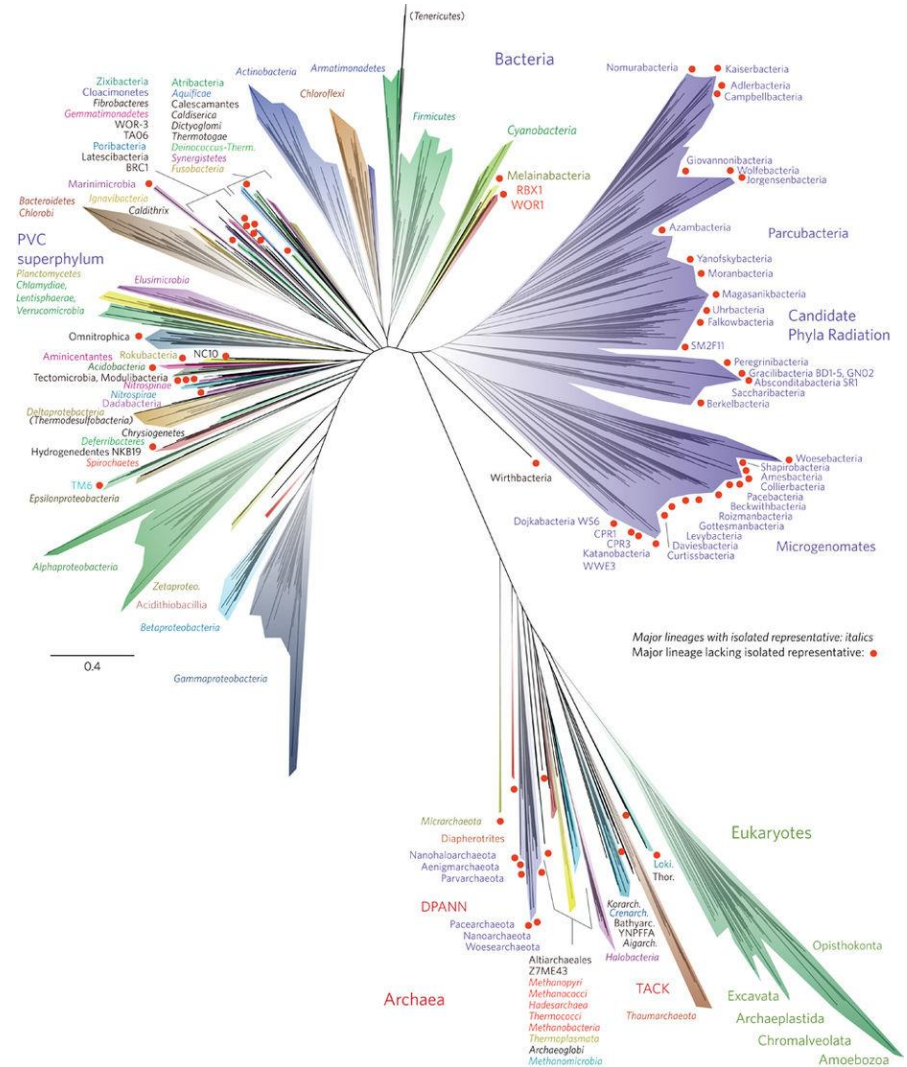 (Tenericutes)
Bacteria
Nomurabacteria
Kaiserbacteria
Adlerbacteria
Campbellbacteria
Armatimonadetes
Actinobacteria
Zixibacteria
Cloacimonetes
Fibrobacteres
Gemmatimonadetes
WOR-3
TA06
Poribacteria
Latescibacteria
BRC1
Atribacteria
Aquificae
Calescamantes
Caldiserica
Dictyoglomi
Thermotogae
Deinococcus-Therm.
Synergistetes
Fusobacteria
Chloroflexi
Firmicutes
Cyanobacteria
Melainabacteria
RBX1
WOR1
Giovannonibacteria
Wolfebacteria
Jorgensenbacteria
Marinimicrobia
Bacteroidetes
Chlorobi
Ignavibacteria
Caldithrix
Azambacteria
Parcubacteria
PVC
superphylum
Planctomycetes
Chlamydiae,
Lentisphaerae,
Verrucomicrobia
Elusimicrobia
Yanofskybacteria
Moranbacteria
Magasanikbacteria
Uhrbacteria
Falkowbacteria
Candidate
Phyla Radiation
SM2F11
Omnitrophica
Aminicentantes
Rokubacteria
NC10
Acidobacteria
Tectomicrobia, Modulibacteria
Nitrospinae
Nitrospirae
Dadabacteria
Deltaprotebacteria
(Thermodesulfobacteria)
Chrysiogenetes
Deferribacteres
Hydrogenedentes NKB19
Spirochaetes
TM6
Epsilonproteobacteria
Peregrinibacteria
Gracilibacteria BD1-5, GN02
Absconditabacteria SR1
Saccharibacteria
Berkelbacteria
Woesebacteria
Shapirobacteria
Amesbacteria
Collierbacteria
Pacebacteria
Beckwithbacteria
Roizmanbacteria
Gottesmanbacteria
Levybacteria
Daviesbacteria
Curtissbacteria
Microgenomates
Wirthbacteria
Dojkabacteria WS6
CPR1
CPR3
Katanobacteria
WWE3
Alphaproteobacteria
Zetaproteo.
Acidithiobacillia
Betaproteobacteria
Gammaproteobacteria
0.4
Major lineages with isolated representative: italics
Major lineage lacking isolated representative:
Micrarchaeota
Diapherotrites
Nanohaloarchaeota
Aenigmarchaeota
Parvarchaeota
DPANN
Pacearchaeota
Nanoarchaeota
Woesearchaeota
Archaea
Altiarchaeales
Z7ME43
Methanopyri
Methanococci
Hadesarchaea
Thermococci
Methanobacteria
Thermoplasmata
Archaeoglobi
Methanomicrobia
Halobacteria
Korarch.
Crenarch.
Bathyarc.
YNPFFA
Aigarch.
TACK
Thaumarchaeota
Loki.
Thor.
Eukaryotes
Opisthokonta
Excavata
Archaeplastida
Chromalveolata
Amoebozoa